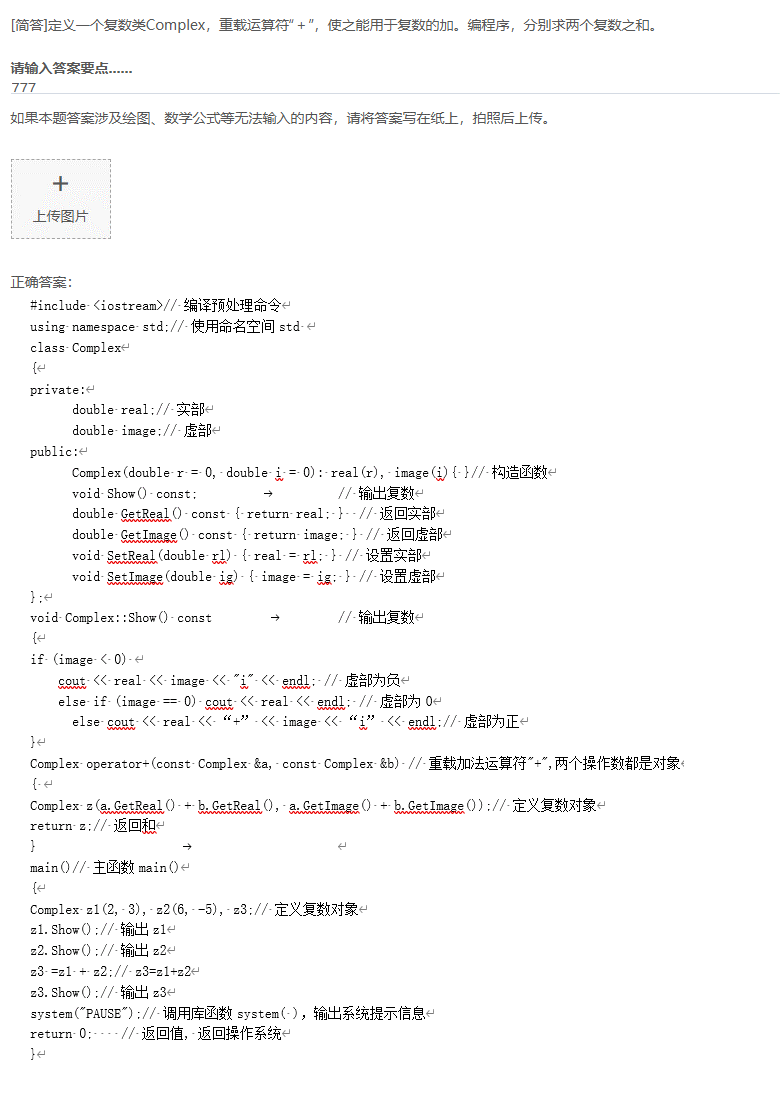 [简答]定义一个复数类Complex，重载运算符“+”，使之能用于复数的加。编程序，分别求两个复数之和。
请输入答案要点......
777
如果本题答案涉及绘图、数学公式等无法输入的内容，请将答案写在纸上，拍照后上传。
+
上传图片
正确答案：
#include <iostream>// 编译预处理命令↵
using namespace std;// 使用命名空间 std ↵
class Complex↵
{↵
private:↵
double real;// 实部↵
double image;// 虚部↵
public:↵
Complex(double r = 0, double i = 0): real(r), image(i){ }// 构造函数↵
void Show() const; → // 输出复数↵
double GetReal() const { return real; } // 返回实部↵
double GetImage() const { return image; } // 返回虚部↵
void SetReal(double rl) { real = rl; } // 设置实部↵
void SetImage(double ig) { image = ig; } // 设置虚部↵
};↵
void Complex::Show() const → // 输出复数↵
{↵
if (image < 0) ↵
cout << real << image << "i" << endl; // 虚部为负↵
else if (image == 0) cout << real << endl; // 虚部为 0↵
else cout << real << “+” << image << “i” << endl;// 虚部为正↵
}↵
Complex operator+(const Complex &a, const Complex &b) // 重载加法运算符"+",两个操作数都是对象↵
{ ↵
Complex z(a.GetReal() + b.GetReal(), a.GetImage() + b.GetImage());// 定义复数对象↵
return z;// 返回和↵
} → ↵
main()// 主函数 main()↵
{↵
Complex z1(2, 3), z2(6, -5), z3;// 定义复数对象↵
z1.Show();// 输出 z1↵
z2.Show();// 输出 z2↵
z3 =z1 + z2;// z3=z1+z2↵
z3.Show();// 输出 z3↵
system("PAUSE");// 调用库函数 system( )，输出系统提示信息↵
return 0; // 返回值, 返回操作系统↵
}↵